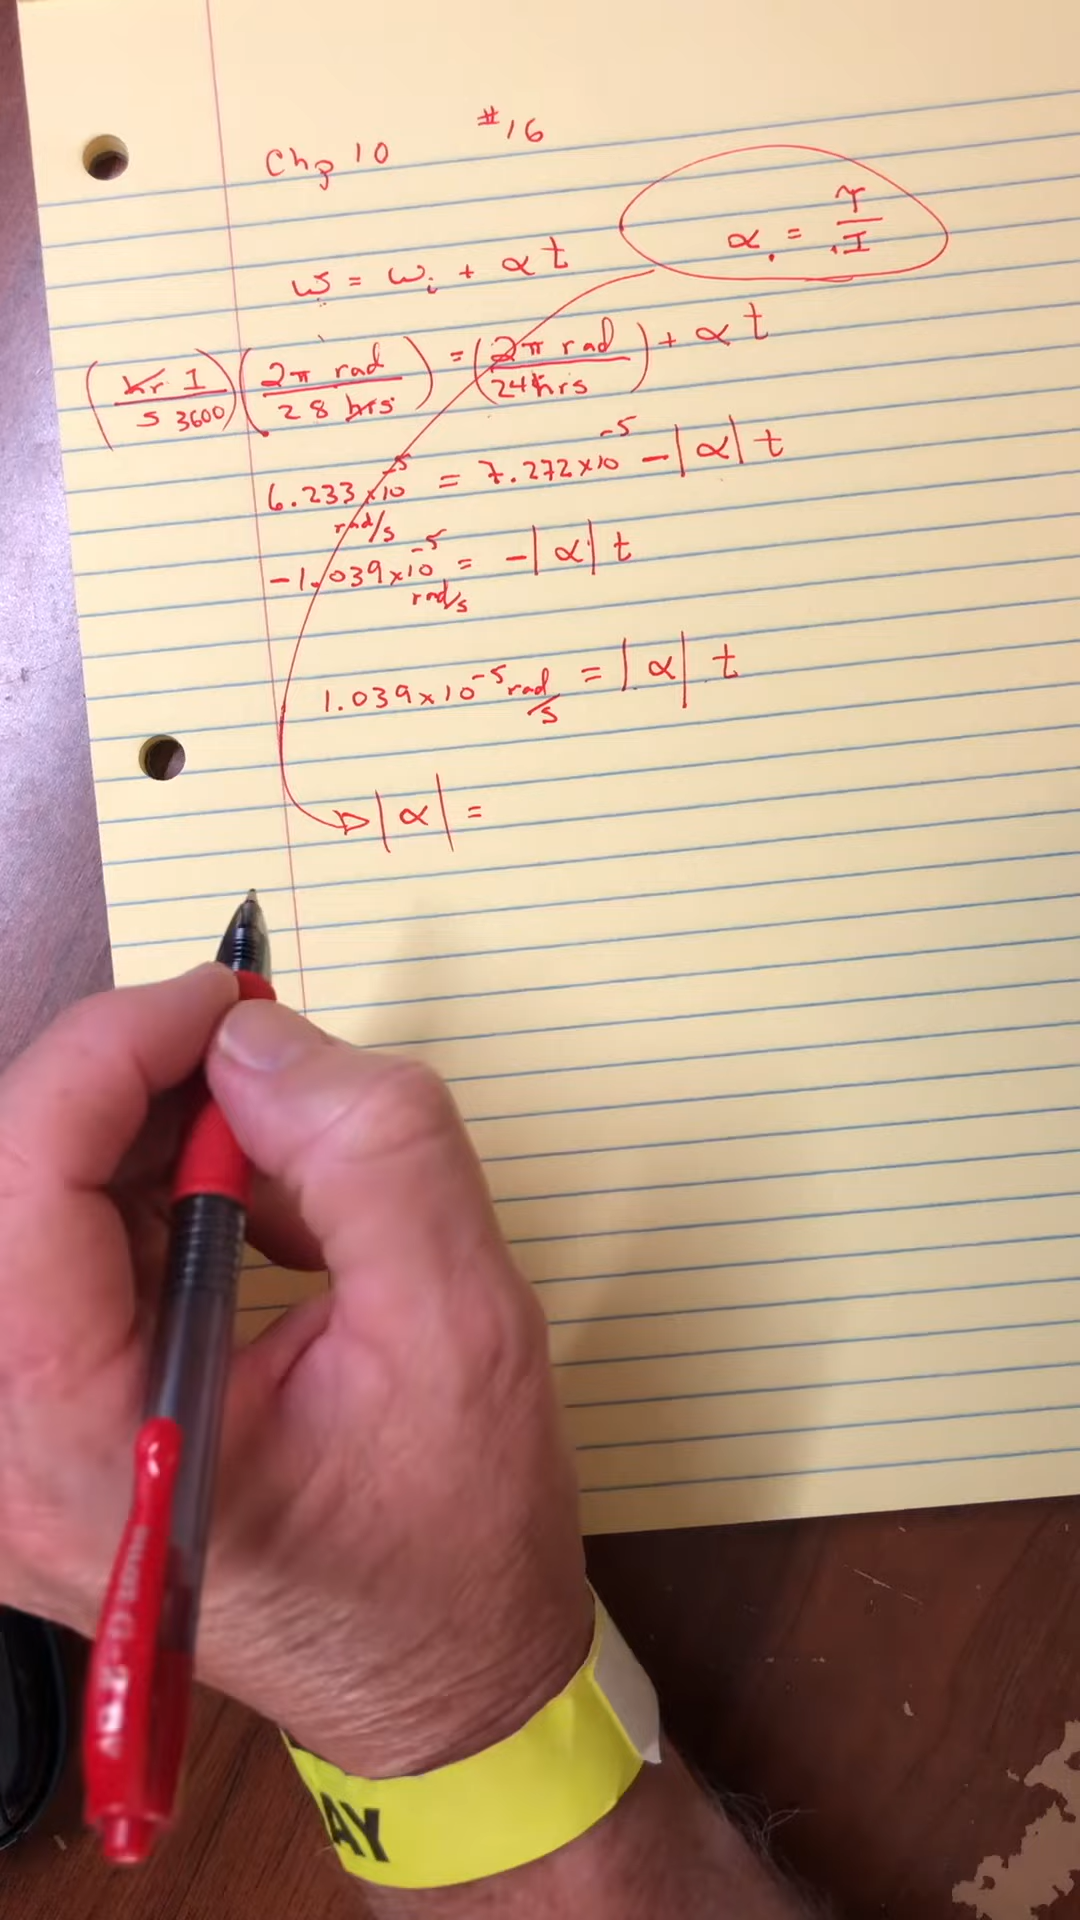 Chp 10 #16
α = τ/I
ω = ωᵢ + αt
(hr 1 / s 3600)(2π rad / 28 hrs) = (2π rad / 24 hrs) + αt
6.233×10⁻⁵ rad/s = 7.272×10⁻⁵ - |α| t
-1.039×10⁻⁵ rad/s = -|α| t
1.039×10⁻⁵ rad/s = |α| t
|α| =
AY